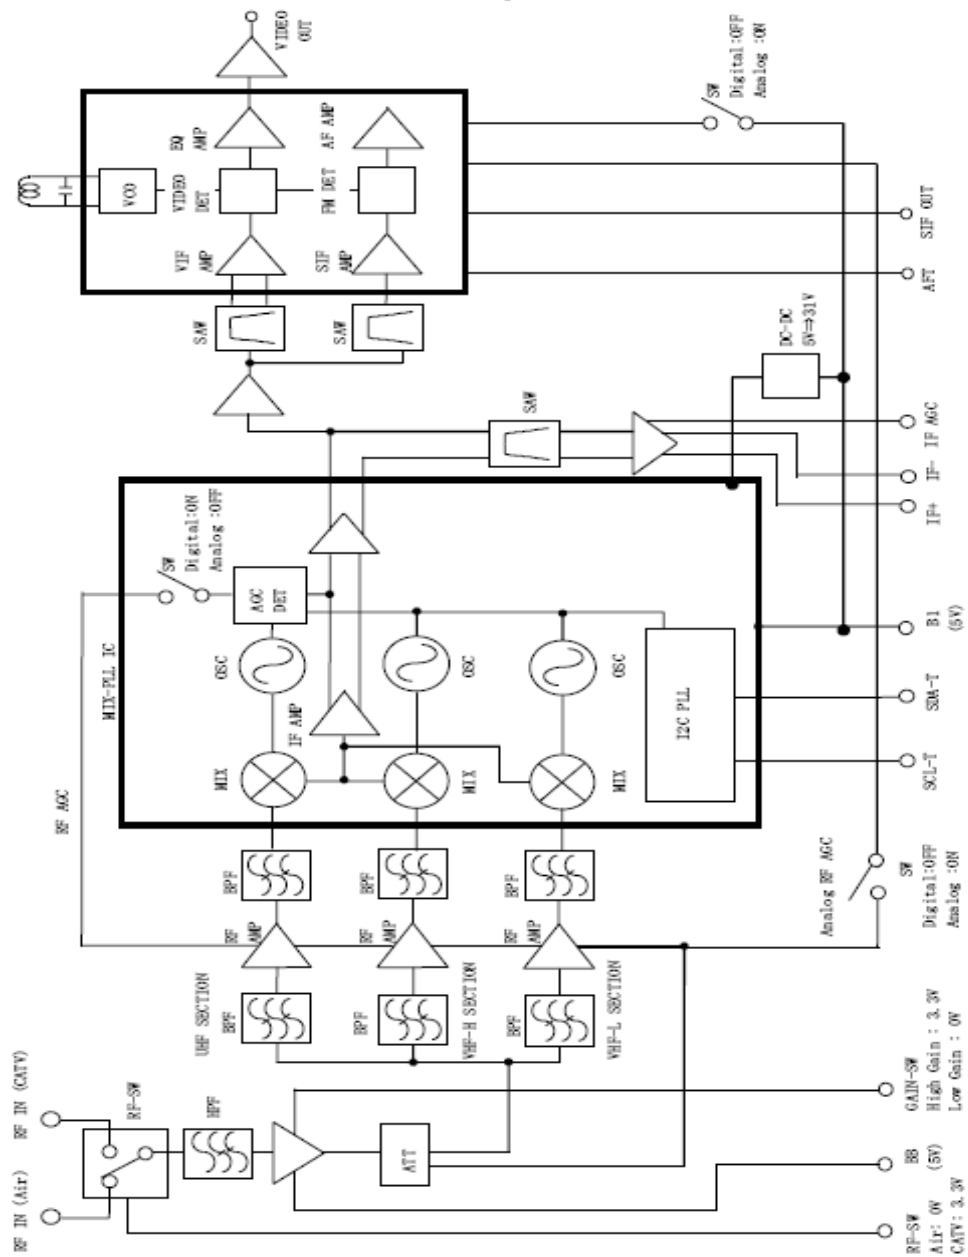 RF IN (Air)
RF IN (CATV)
RF-SW
HPF
ATT
RF-SW
Air: 0V
CATV: 3.3V
BB
(5V)
GAIN-SW
High Gain : 3.3V
Low Gain : 0V
UHF SECTION
BPF
RF
AMP
BPF
VHF-H SECTION
BPF
RF
AMP
BPF
VHF-L SECTION
BPF
RF
AMP
BPF
RF AGC
Analog RF AGC
SW
Digital:OFF
Analog :ON
MIX-PLL IC
MIX
MIX
MIX
IF AMP
OSC
OSC
OSC
AGC
DET
SW
Digital:ON
Analog :OFF
I2C PLL
SCL-T
SDA-T
B1
(5V)
IF+
IF-
IF AGC
SAW
DC-DC
5V⇒31V
SAW
SAW
VIF
AMP
SIF
AMP
VCO
VIDEO
DET
FM DET
EQ
AMP
AF AMP
VIDEO
OUT
AFT
SIF OUT
SW
Digital:OFF
Analog :ON